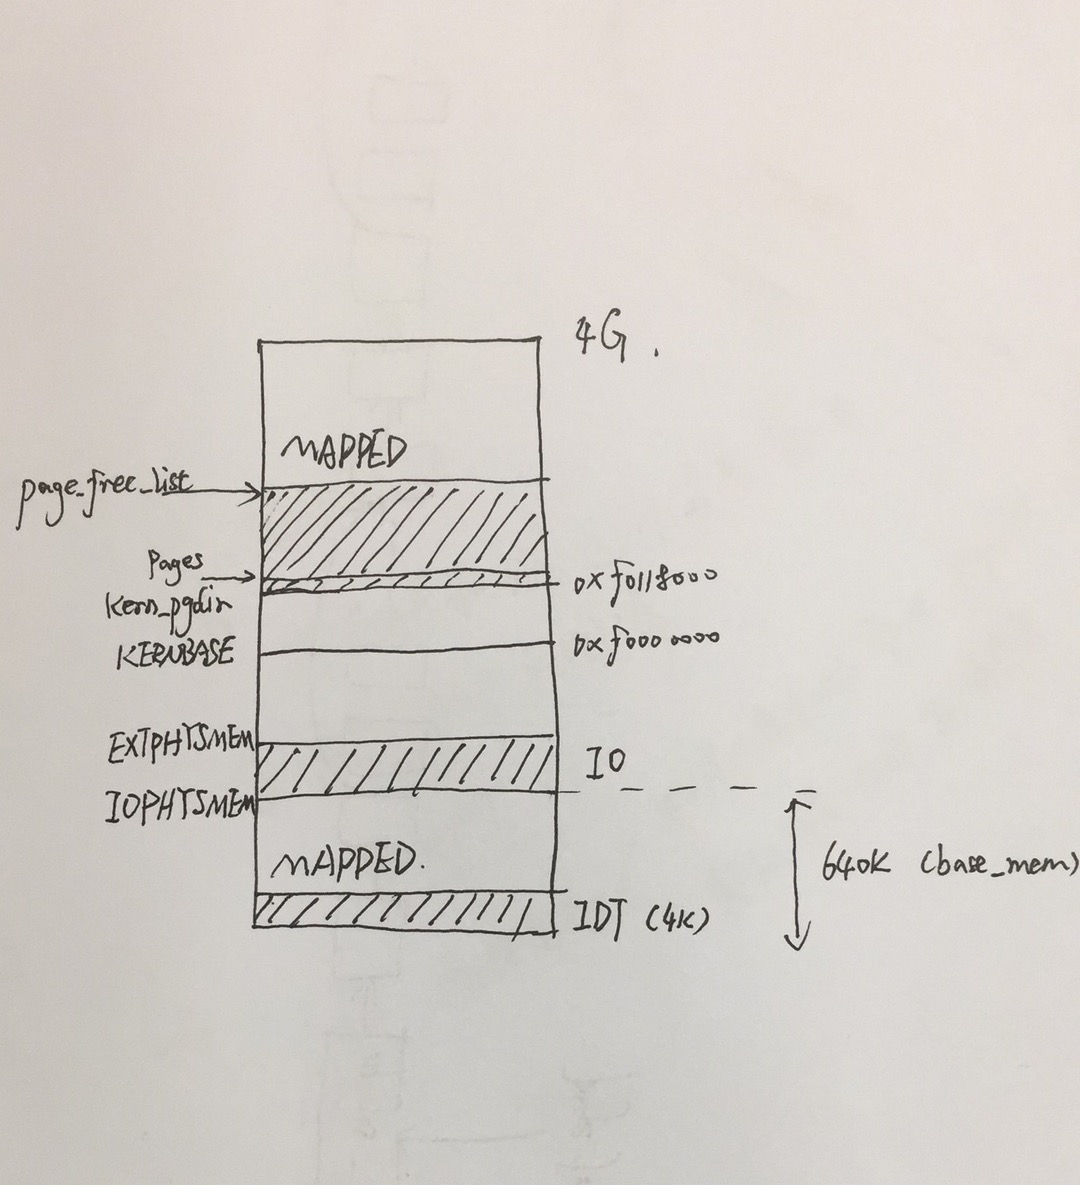 4G.
MAPPED
page_free_list
Pages
0xf0118000
kern_pgdir
KERNBASE
0xf0000000
EXTPHYSMEM
IO
IOPHYSMEM
MAPPED.
640K (base_mem)
IDT (4K)